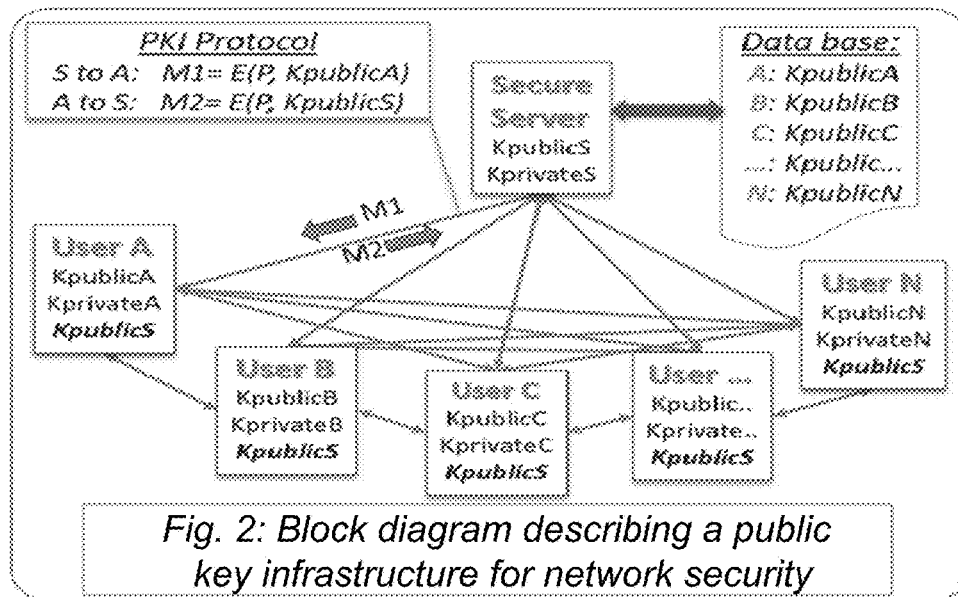 PKI Protocol
S to A: M1= E(P, KpublicA)
A to S: M2= E(P, KpublicS)
Secure
Server
KpublicS
KprivateS
Data base:
A: KpublicA
B: KpublicB
C: KpublicC
...: Kpublic...
N: KpublicN
M1
M2
User A
KpublicA
KprivateA
KpublicS
User B
KpublicB
KprivateB
KpublicS
User C
KpublicC
KprivateC
KpublicS
User ...
Kpublic..
Kprivate..
KpublicS
User N
KpublicN
KprivateN
KpublicS
Fig. 2: Block diagram describing a public
key infrastructure for network security